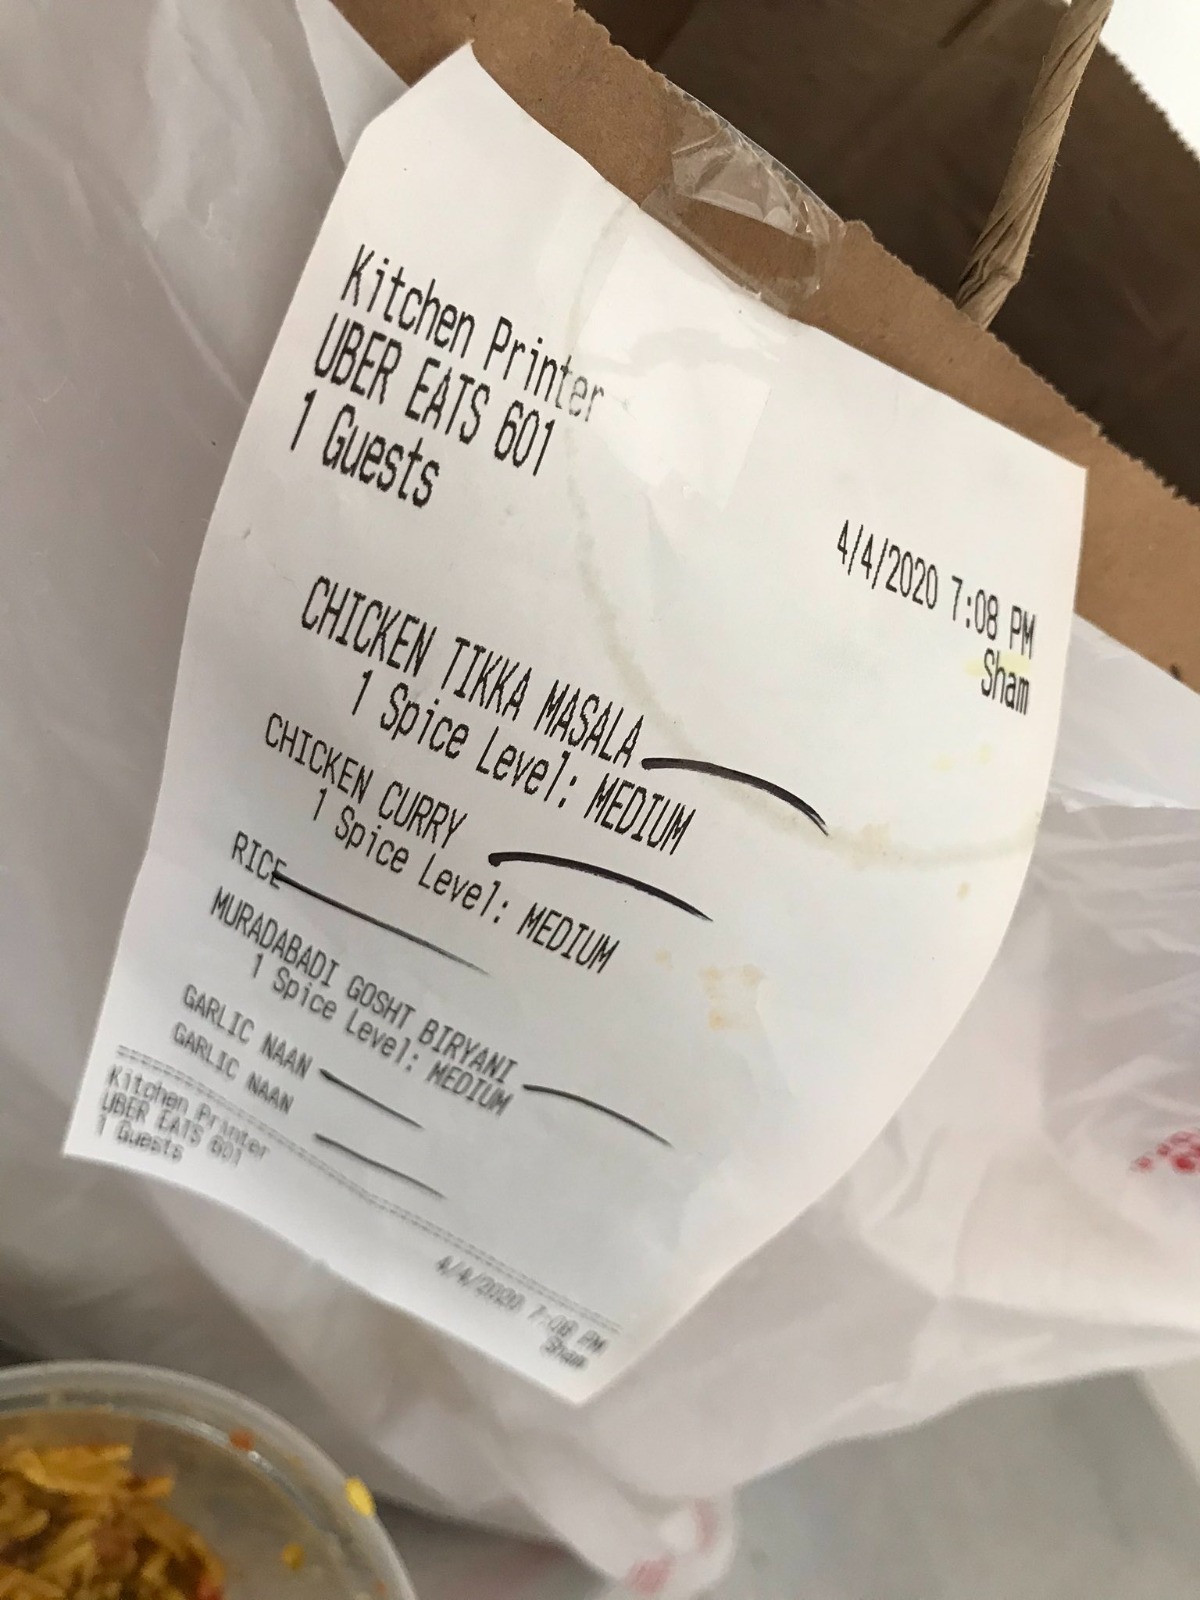 Kitchen Printer
UBER EATS 601
1 Guests
4/4/2020 7:08 PM
Sham
CHICKEN TIKKA MASALA
1 Spice Level: MEDIUM
CHICKEN CURRY
1 Spice Level: MEDIUM
RICE
MURADABADI GOSHT BIRYANI
1 Spice Level: MEDIUM
GARLIC NAAN
GARLIC NAAN
Kitchen Printer
UBER EATS 601
1 Guests
4/4/2020 7:08 PM
Sham